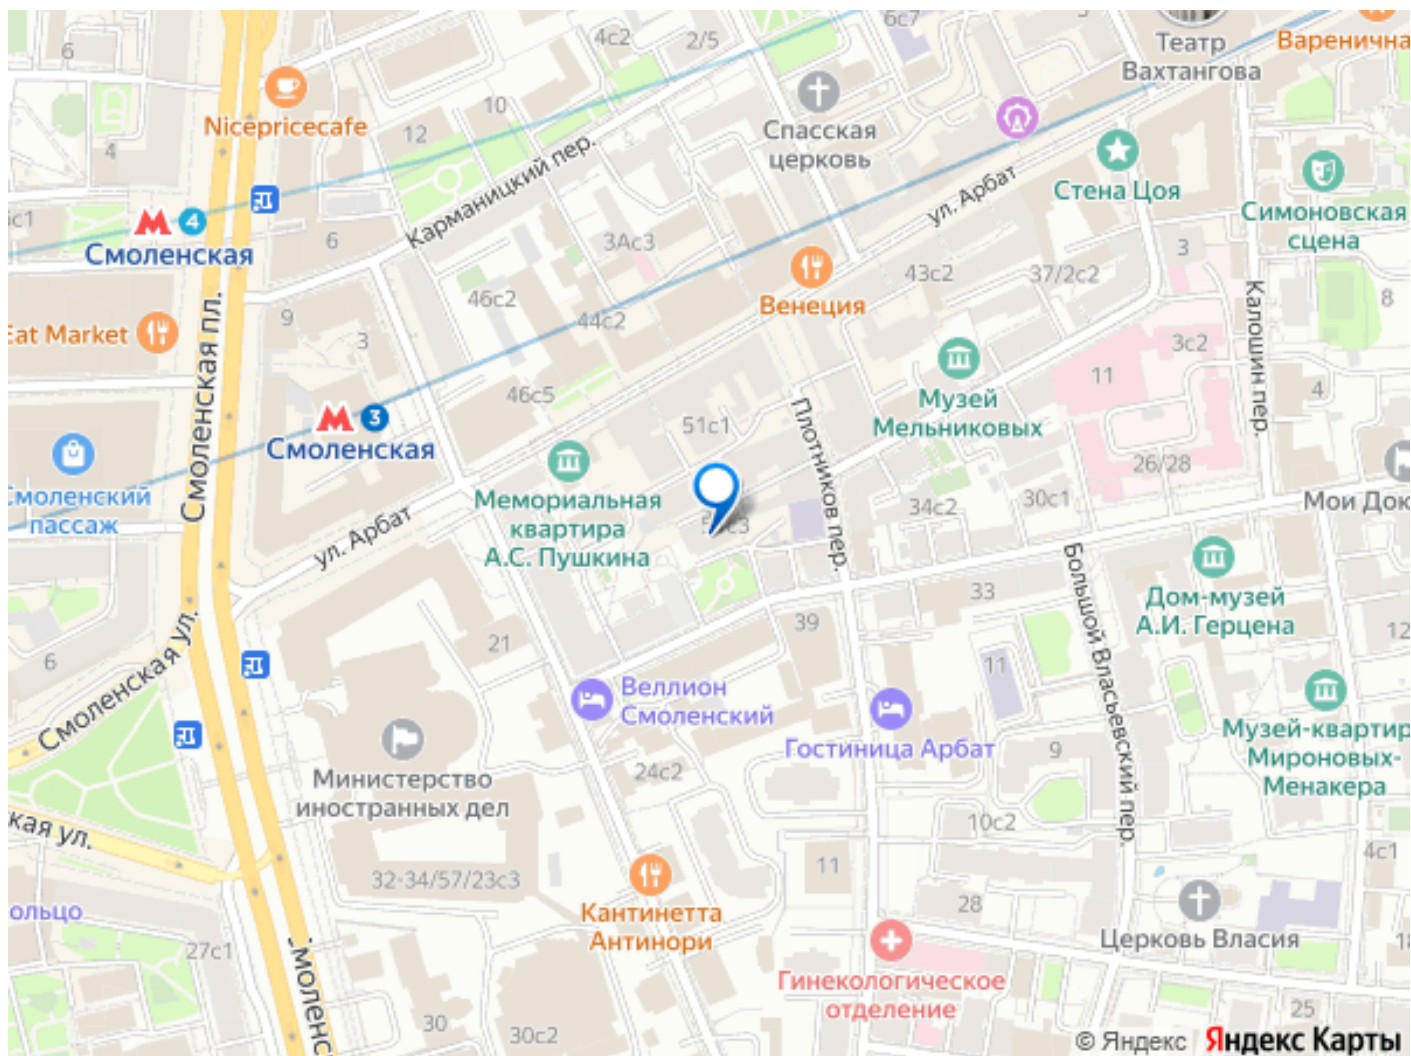 6с7
4с2
2/5
Театр
Вахтангова
Варенична
6
Nicepricecafe
10
12
4
Спасская
церковь
Карманицкий пер.
ул. Арбат
Стена Цоя
Симоновская
сцена
6с1
4
Смоленская
6
3Ас3
46с2
44с2
43с2
37/2с2
3
8
Венеция
Eat Market
Смоленская пл.
9
3
3с2
Калошин пер.
4
11
46с5
51с1
Музей
Мельниковых
Плотников пер.
3
Смоленская
26/28
Смоленский
пассаж
Мемориальная
квартира
А.С. Пушкина
ул. Арбат
34с2
30с1
Мои Док
Большой Власьевский пер.
Дом-музей
А.И. Герцена
33
39
12
21
11
6
Смоленская ул.
Веллион
Смоленский
Гостиница Арбат
Музей-квартир
Мироновых-
Менакера
9
24с2
Министерство
иностранных дел
10с2
кая ул.
4с1
11
32-34/57/23с3
28
Кантинетта
Антинори
ольцо
27с1
Церковь Власия
Гинекологическое
отделение
25
30
30с2
© Яндекс Яндекс Карты